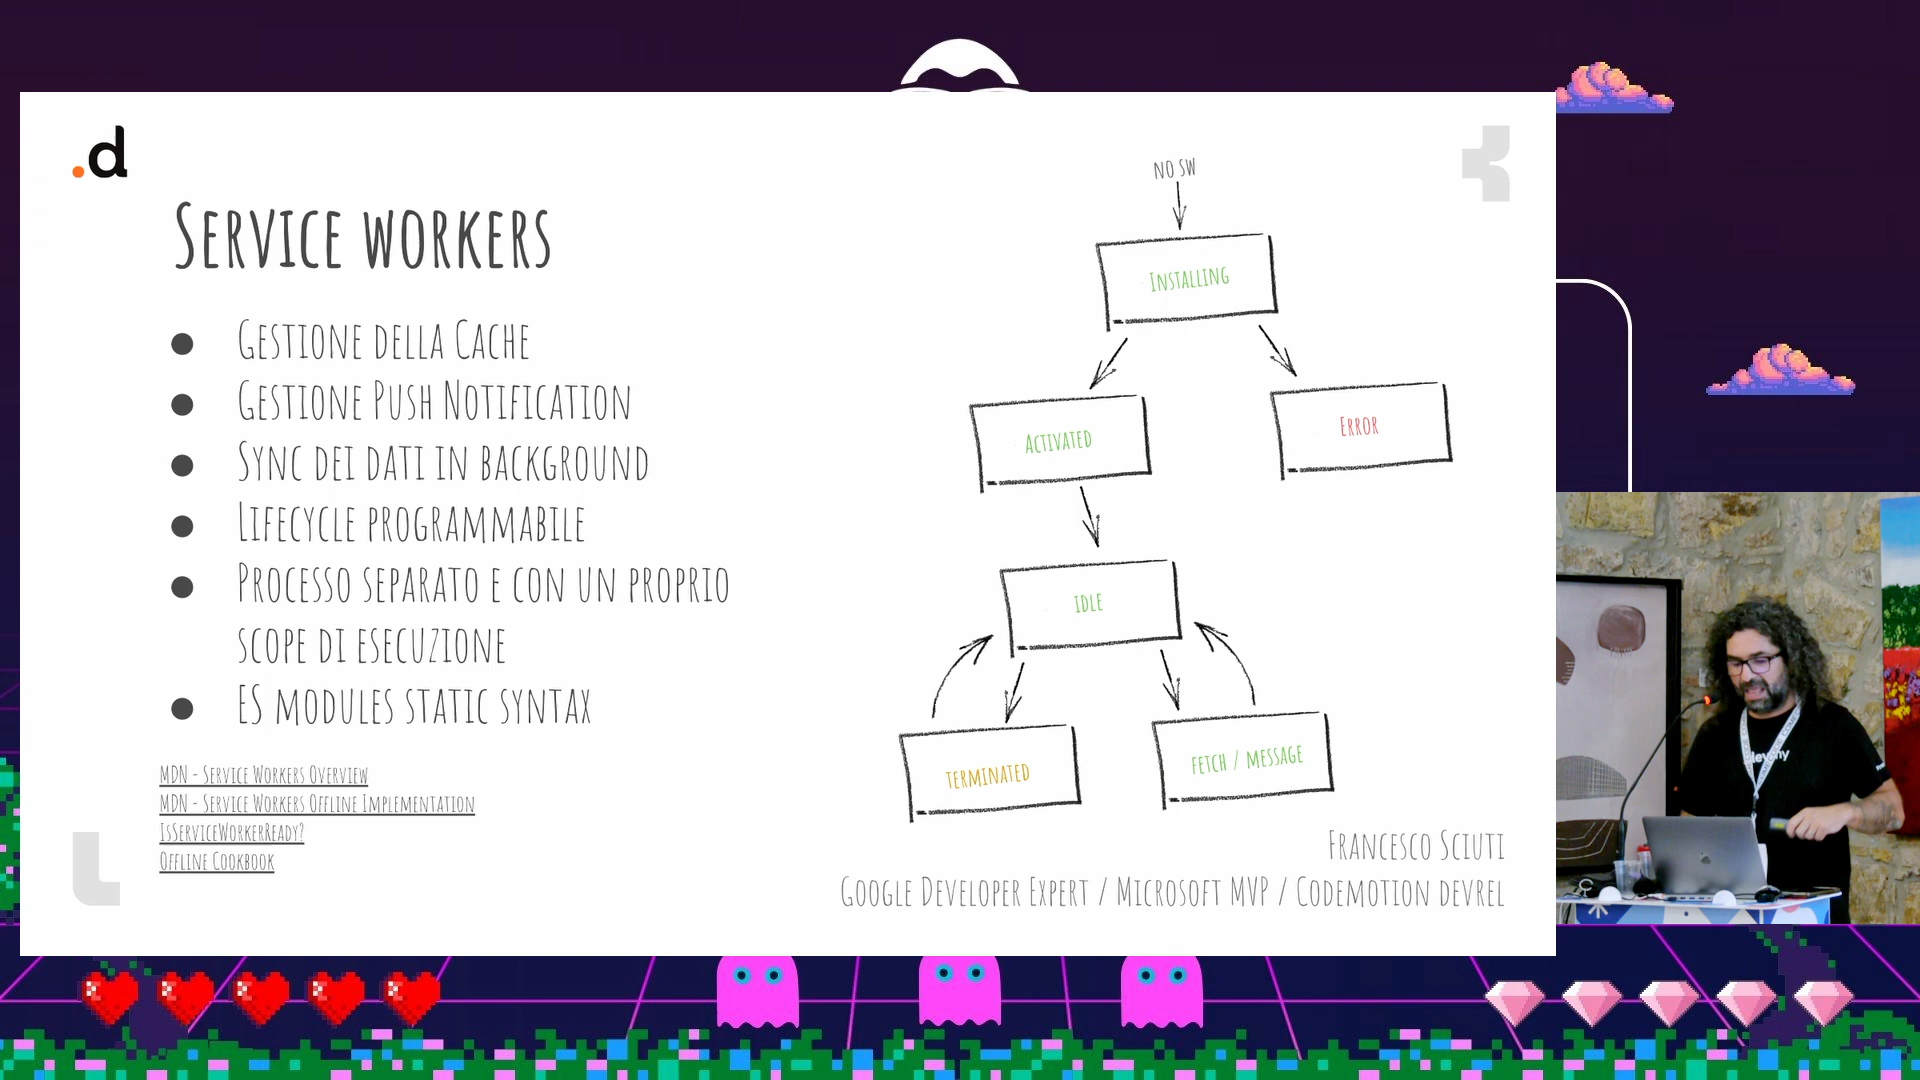 .d
NO SW
SERVICE WORKERS
INSTALLING
GESTIONE DELLA CACHE
GESTIONE PUSH NOTIFICATION
SYNC DEI DATI IN BACKGROUND
LIFECYCLE PROGRAMMABILE
PROCESSO SEPARATO E CON UN PROPRIO
SCOPE DI ESECUZIONE
ES MODULES STATIC SYNTAX
ACTIVATED
ERROR
IDLE
TERMINATED
FETCH / MESSAGE
MDN - SERVICE WORKERS OVERVIEW
MDN - SERVICE WORKERS OFFLINE IMPLEMENTATION
ISSERVICEWORKERREADY?
OFFLINE COOKBOOK
FRANCESCO SCIUTI
GOOGLE DEVELOPER EXPERT / MICROSOFT MVP / CODEMOTION DEVREL